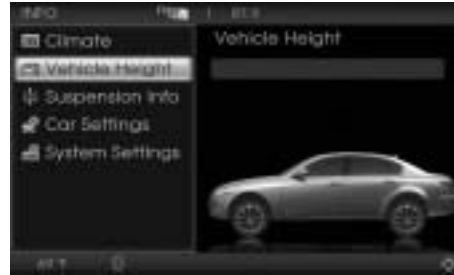 INFO
Climate
Vehicle Height
Vehicle Height
Suspension Info
Car Settings
System Settings